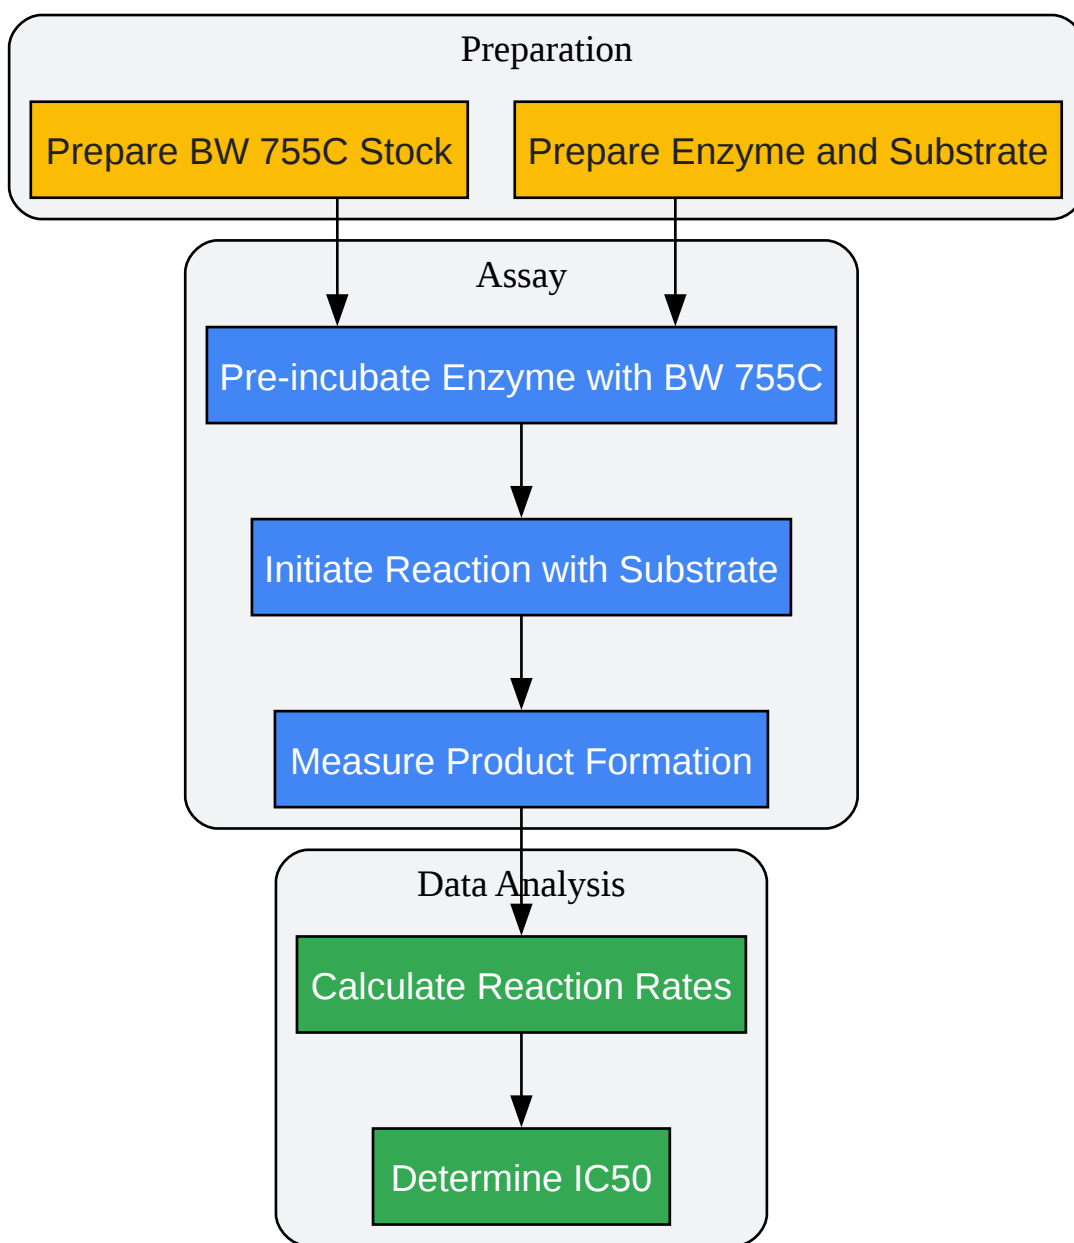 Preparation
Prepare BW 755C Stock
Prepare Enzyme and Substrate
Assay
Pre-incubate Enzyme with BW 755C
Initiate Reaction with Substrate
Measure Product Formation
Data Analysis
Calculate Reaction Rates
Determine IC50